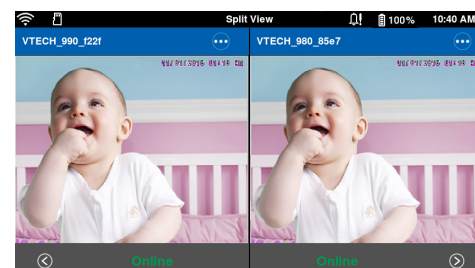 Split View
100%
10:40 AM
VTECH_990_f22f
VTECH_980_85e7
Online
Online